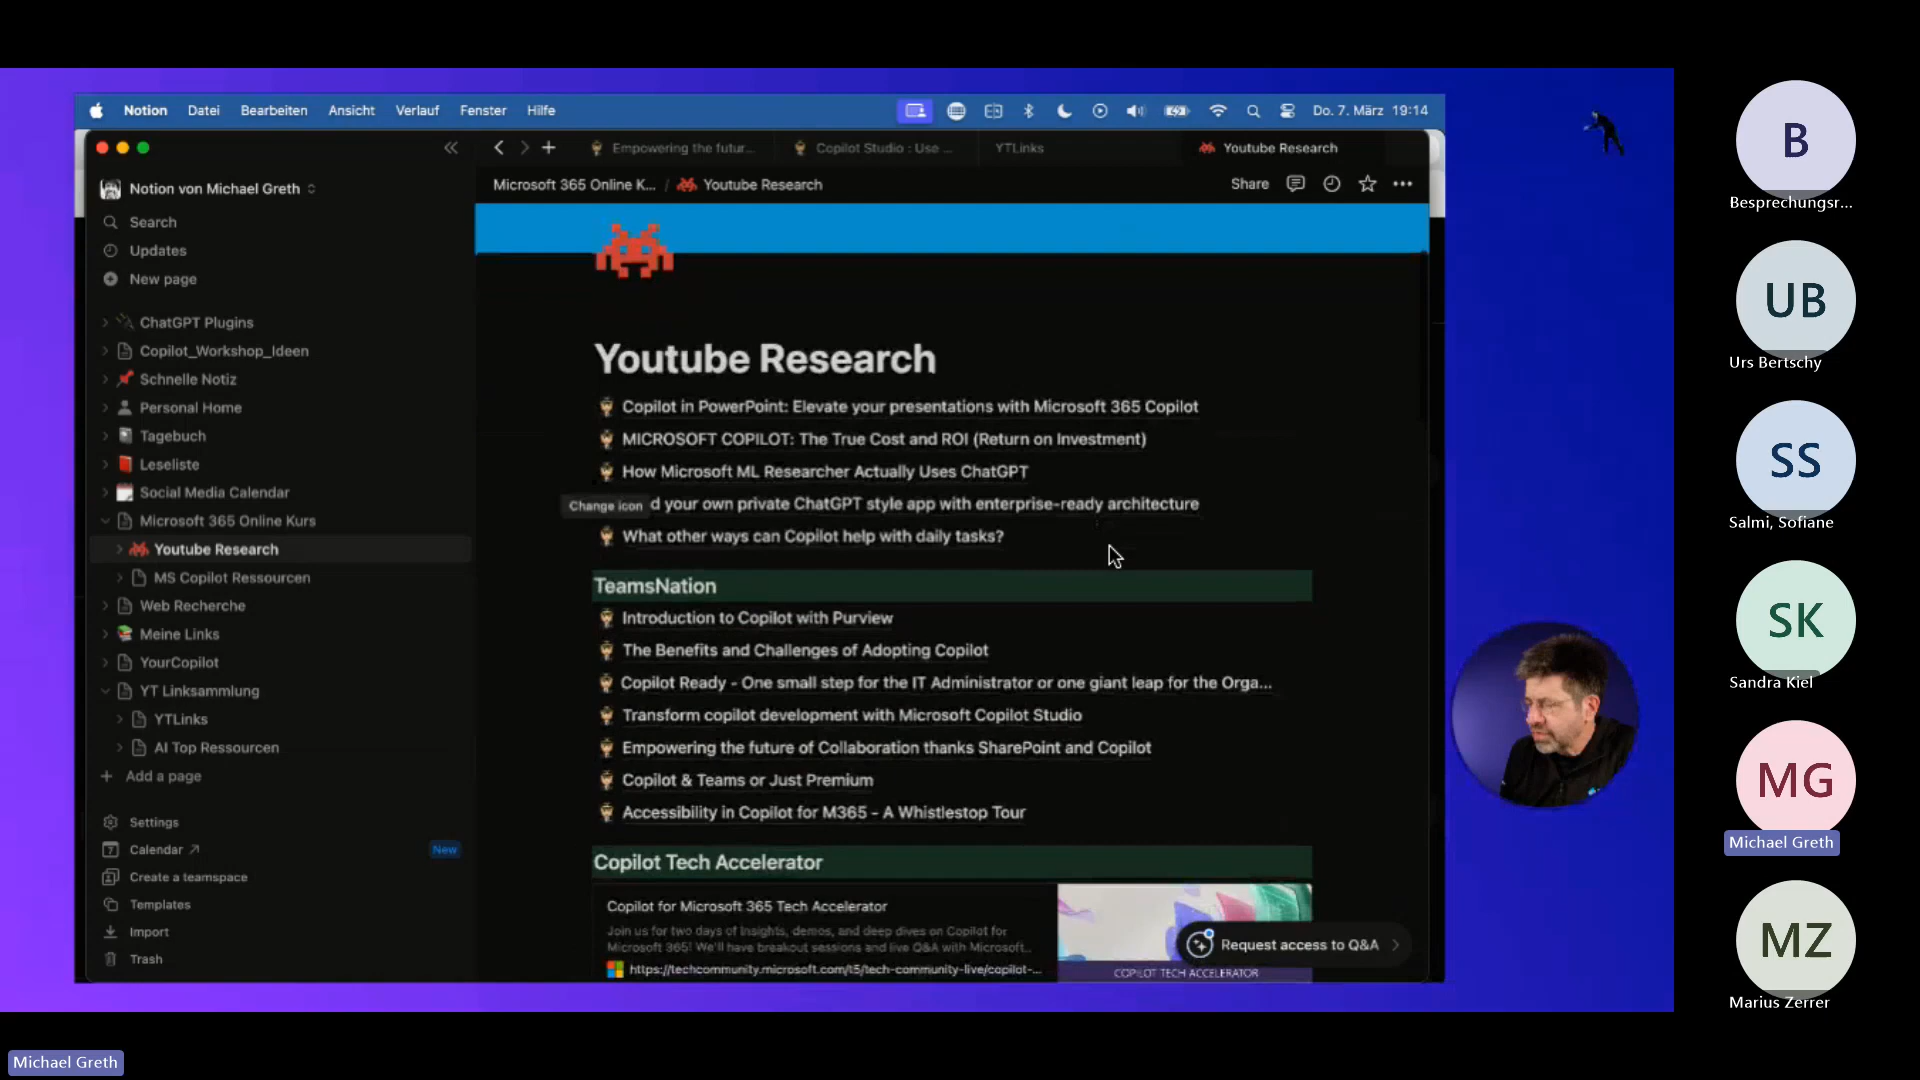 Notion Datei Bearbeiten Ansicht Verlauf Fenster Hilfe Do. 7. März 19:14
Empowering the futur... Copilot Studio : Use ... YTLinks Youtube Research
Microsoft 365 Online K... / Youtube Research Share
Notion von Michael Greth
Search
Updates
New page
ChatGPT Plugins
Copilot_Workshop_Ideen
Schnelle Notiz
Personal Home
Tagebuch
Leseliste
Social Media Calendar
Microsoft 365 Online Kurs
Youtube Research
MS Copilot Ressourcen
Web Recherche
Meine Links
YourCopilot
YT Linksammlung
YTLinks
AI Top Ressourcen
Add a page
Settings
Calendar New
Create a teamspace
Templates
Import
Trash
Youtube Research
Copilot in PowerPoint: Elevate your presentations with Microsoft 365 Copilot
MICROSOFT COPILOT: The True Cost and ROI (Return on Investment)
How Microsoft ML Researcher Actually Uses ChatGPT
Change icon d your own private ChatGPT style app with enterprise-ready architecture
What other ways can Copilot help with daily tasks?
TeamsNation
Introduction to Copilot with Purview
The Benefits and Challenges of Adopting Copilot
Copilot Ready - One small step for the IT Administrator or one giant leap for the Orga...
Transform copilot development with Microsoft Copilot Studio
Empowering the future of Collaboration thanks SharePoint and Copilot
Copilot & Teams or Just Premium
Accessibility in Copilot for M365 - A Whistlestop Tour
Copilot Tech Accelerator
Copilot for Microsoft 365 Tech Accelerator
Join us for two days of insights, demos, and deep dives on Copilot for
Microsoft 365! We'll have breakout sessions and live Q&A with Microsoft...
https://techcommunity.microsoft.com/t5/tech-community-live/copilot-...
COPILOT TECH ACCELERATOR
Request access to Q&A
B
Besprechungsr...
UB
Urs Bertschy
SS
Salmi, Sofiane
SK
Sandra Kiel
MG
Michael Greth
MZ
Marius Zerrer
Michael Greth